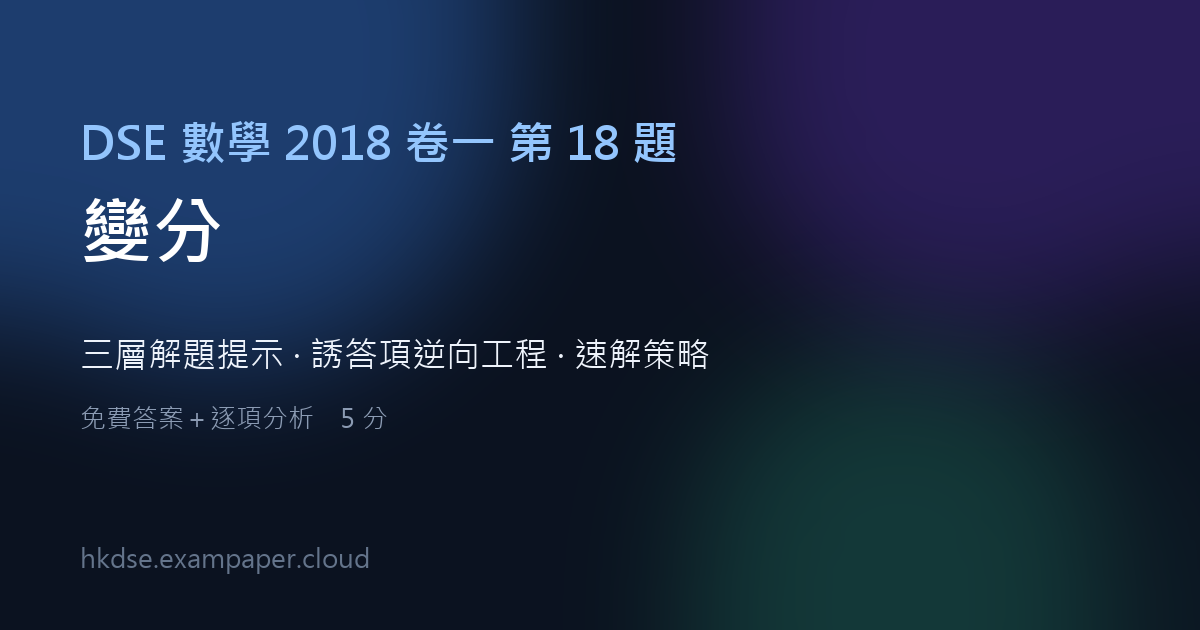 DSE 數學 2018 卷一 第 18 題
變分
三層解題提示 · 誘答項逆向工程 · 速解策略
免費答案 + 逐項分析 5 分
hkdse.exampaper.cloud